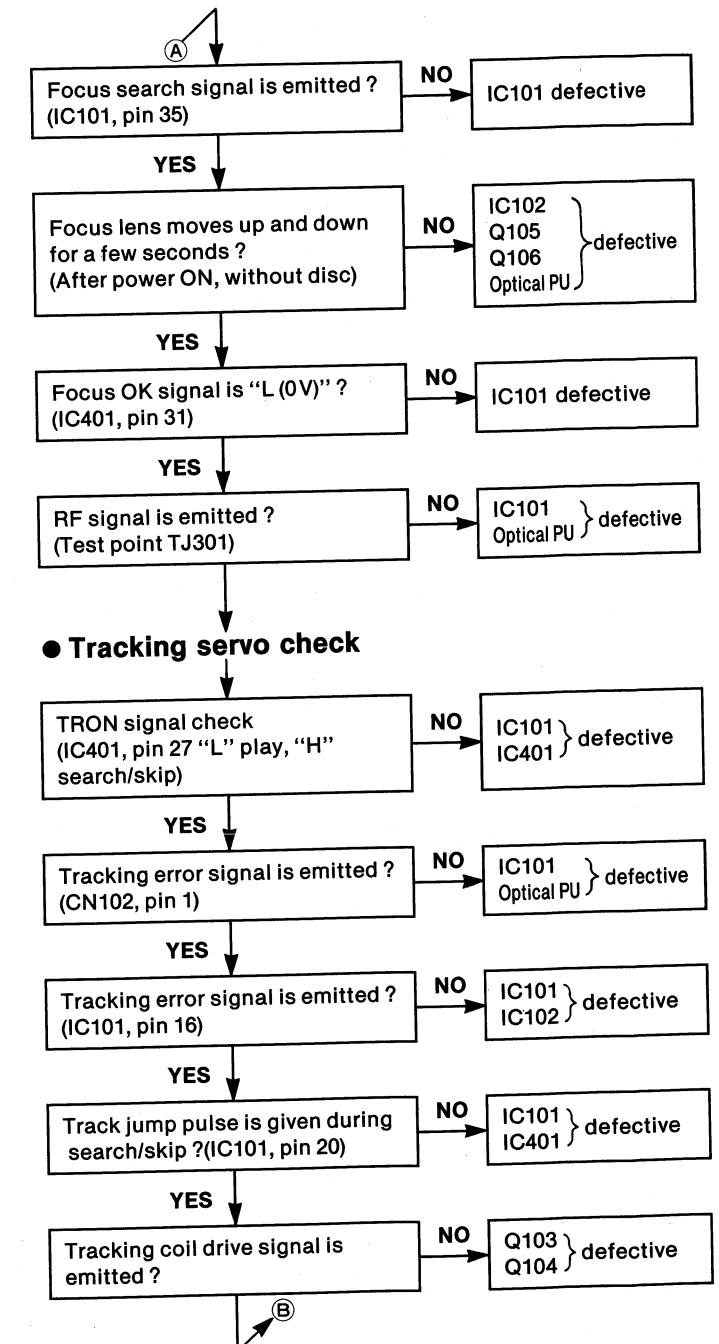 Ⓐ
Focus search signal is emitted ?
(IC101, pin 35)
NO
IC101 defective
YES
Focus lens moves up and down
for a few seconds ?
(After power ON, without disc)
NO
IC102
Q105
Q106
Optical PU
defective
YES
Focus OK signal is “L (0V)” ?
(IC401, pin 31)
NO
IC101 defective
YES
RF signal is emitted ?
(Test point TJ301)
NO
IC101
Optical PU
defective
● Tracking servo check
TRON signal check
(IC401, pin 27 “L” play, “H”
search/skip)
NO
IC101
IC401
defective
YES
Tracking error signal is emitted ?
(CN102, pin 1)
NO
IC101
Optical PU
defective
YES
Tracking error signal is emitted ?
(IC101, pin 16)
NO
IC101
IC102
defective
YES
Track jump pulse is given during
search/skip ?(IC101, pin 20)
NO
IC101
IC401
defective
YES
Tracking coil drive signal is
emitted ?
NO
Q103
Q104
defective
Ⓑ